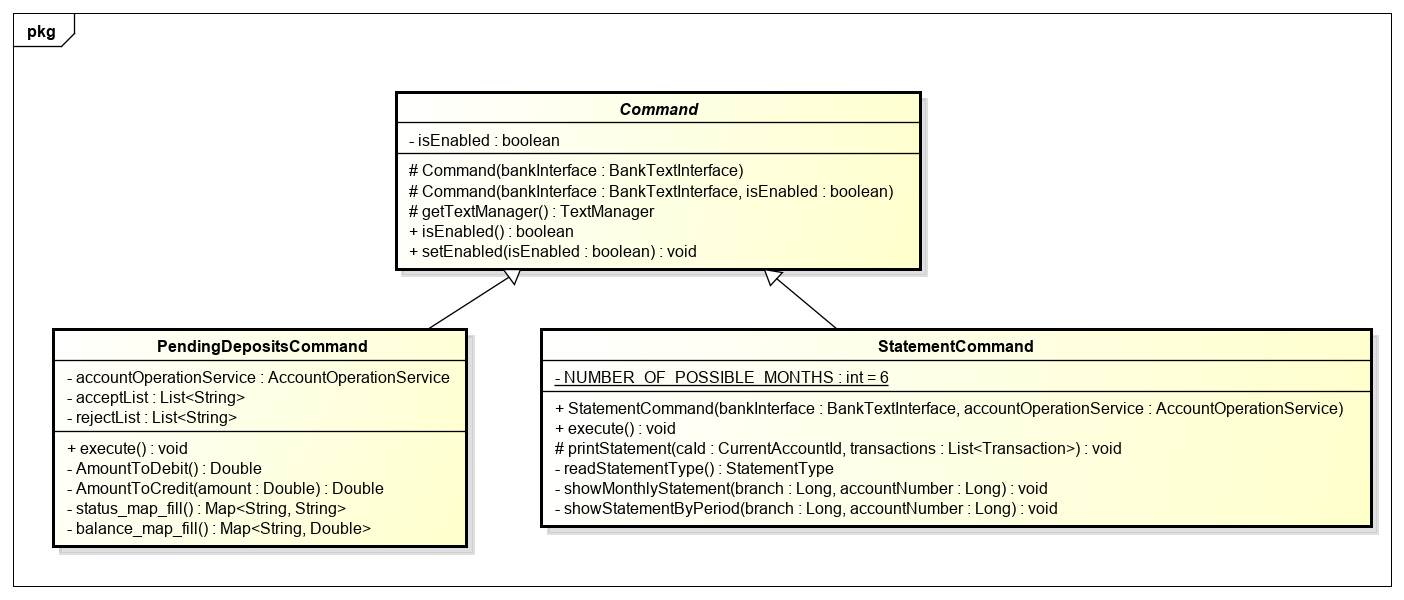 pkg
Command
- isEnabled : boolean
# Command(bankInterface : BankTextInterface)
# Command(bankInterface : BankTextInterface, isEnabled : boolean)
# getTextManager() : TextManager
+ isEnabled() : boolean
+ setEnabled(isEnabled : boolean) : void
PendingDepositsCommand
- accountOperationService : AccountOperationService
- acceptList : List<String>
- rejectList : List<String>
+ execute() : void
- AmountToDebit() : Double
- AmountToCredit(amount : Double) : Double
- status_map_fill() : Map<String, String>
- balance_map_fill() : Map<String, Double>
StatementCommand
- NUMBER_OF_POSSIBLE_MONTHS : int = 6
+ StatementCommand(bankInterface : BankTextInterface, accountOperationService : AccountOperationService)
+ execute() : void
# printStatement(caId : CurrentAccountId, transactions : List<Transaction>) : void
- readStatementType() : StatementType
- showMonthlyStatement(branch : Long, accountNumber : Long) : void
- showStatementByPeriod(branch : Long, accountNumber : Long) : void